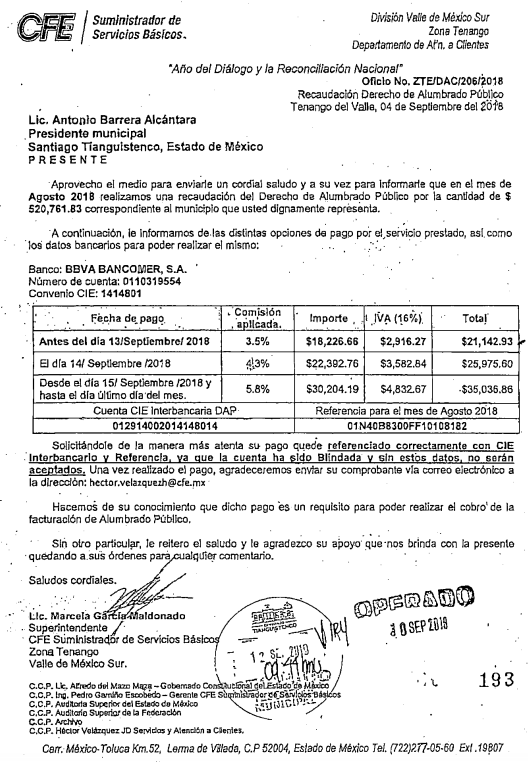 CFE Suministrador de
Servicios Básicos.
División Valle de México Sur
Zona Tenango
Departamento de Afn. a Clientes
"Año del Diálogo y la Reconciliación Nacional"
Oficio No. ZTE/DAC/206/2018
Recaudación Derecho de Alumbrado Público
Tenango del Valle, 04 de Septiembre del 2018
Lic. Antonio Barrera Alcántara
Presidente municipal
Santiago Tianguistenco, Estado de México
P R E S E N T E
Aprovecho el medio para enviarle un cordial saludo y a su vez para informarle que en el mes de
Agosto 2018 realizamos una recaudación del Derecho de Alumbrado Público por la cantidad de $
520,761.83 correspondiente al municipio que usted dignamente representa.
A continuación, le informamos de las distintas opciones de pago por el servicio prestado, así como
los datos bancarios para poder realizar el mismo:
Banco: BBVA BANCOMER, S.A.
Número de cuenta: 0110319554
Convenio CIE: 1414801
Fecha de pago Comisión aplicada. Importe IVA (16%) Total
Antes del día 13/Septiembre/ 2018 3.5% $18,226.66 $2,916.27 $21,142.93
El día 14/ Septiembre /2018 4.3% $22,392.76 $3,582.84 $25,975.60
Desde el día 15/ Septiembre /2018 y
hasta el día último día del mes. 5.8% $30,204.19 $4,832.67 $35,036.86
Cuenta CIE Interbancaria DAP Referencia para el mes de Agosto 2018
012914002014148014 01N40B8300FF10108182
Solicitándole de la manera más atenta su pago quede referenciado correctamente con CIE
Interbancario y Referencia, ya que la cuenta ha sido Blindada y sin estos datos, no serán
aceptados. Una vez realizado el pago, agradeceremos enviar su comprobante vía correo electrónico a
la dirección: hector.velazquezh@cfe.mx
Hacemos de su conocimiento que dicho pago es un requisito para poder realizar el cobro de la
facturación de Alumbrado Público.
Sin otro particular, le reitero el saludo y le agradezco su apoyo que nos brinda con la presente
quedando a sus órdenes para cualquier comentario.
Saludos cordiales.
Lic. Marcela García Maldonado
Superintendente
CFE Suministrador de Servicios Básicos
Zona Tenango
Valle de México Sur.
TIANGUISTENCO
OPERADO
193
C.C.P. Lic. Alfredo del Mazo Maza – Gobernado Constitucional del Estado de México
C.C.P. Ing. Pedro Garniño Escobedo – Gerente CFE Suministrador de Servicios Básicos
C.C.P. Auditoria Superior del Estado de México
C.C.P. Auditoria Superior de la Federación
C.C.P. Archivo
C.C.P. Héctor Velázquez JD Servicios y Atención a Clientes.
Carr. México-Toluca Km.52, Lerma de Villada, C.P 52004, Estado de México Tel. (722)277-05-60 Ext .19807